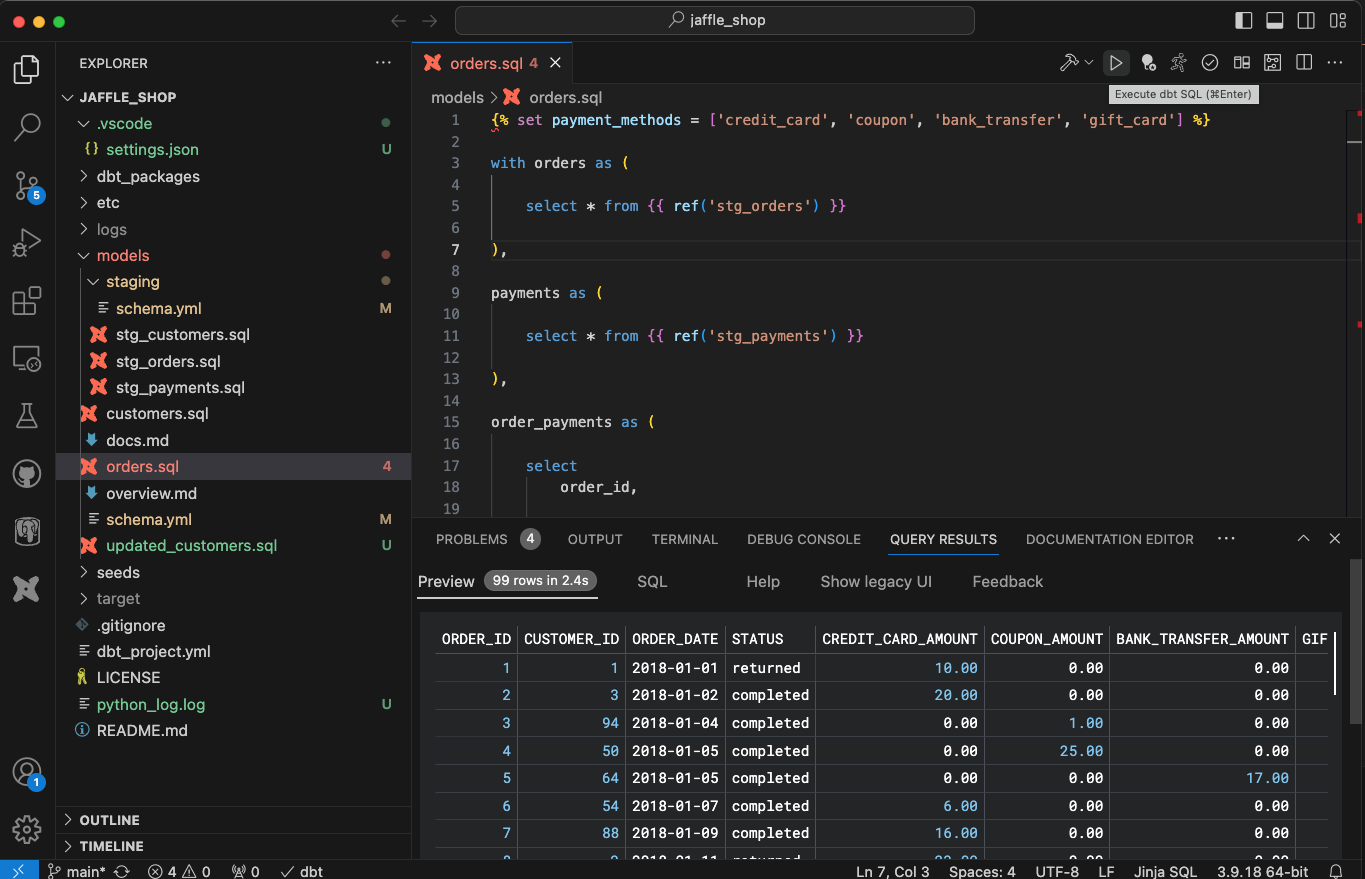 jaffle_shop
EXPLORER
JAFFLE_SHOP
.vscode
{} settings.json U
dbt_packages
etc
logs
models
staging
schema.yml M
stg_customers.sql
stg_orders.sql
stg_payments.sql
customers.sql
docs.md
orders.sql 4
overview.md
schema.yml M
updated_customers.sql U
seeds
target
.gitignore
dbt_project.yml
LICENSE
python_log.log U
README.md
OUTLINE
TIMELINE
5
1
orders.sql 4
Execute dbt SQL (⌘Enter)
models > orders.sql
1 {% set payment_methods = ['credit_card', 'coupon', 'bank_transfer', 'gift_card'] %}
2
3 with orders as (
4
5 select * from {{ ref('stg_orders') }}
6
7 ),
8
9 payments as (
10
11 select * from {{ ref('stg_payments') }}
12
13 ),
14
15 order_payments as (
16
17 select
18 order_id,
19
PROBLEMS 4 OUTPUT TERMINAL DEBUG CONSOLE QUERY RESULTS DOCUMENTATION EDITOR
Preview 99 rows in 2.4s SQL Help Show legacy UI Feedback
ORDER_ID CUSTOMER_ID ORDER_DATE STATUS CREDIT_CARD_AMOUNT COUPON_AMOUNT BANK_TRANSFER_AMOUNT GIF
1 1 2018-01-01 returned 10.00 0.00 0.00
2 3 2018-01-02 completed 20.00 0.00 0.00
3 94 2018-01-04 completed 0.00 1.00 0.00
4 50 2018-01-05 completed 0.00 25.00 0.00
5 64 2018-01-05 completed 0.00 0.00 17.00
6 54 2018-01-07 completed 6.00 0.00 0.00
7 88 2018-01-09 completed 16.00 0.00 0.00
main* 4 0 0 dbt Ln 7, Col 3 Spaces: 4 UTF-8 LF Jinja SQL 3.9.18 64-bit